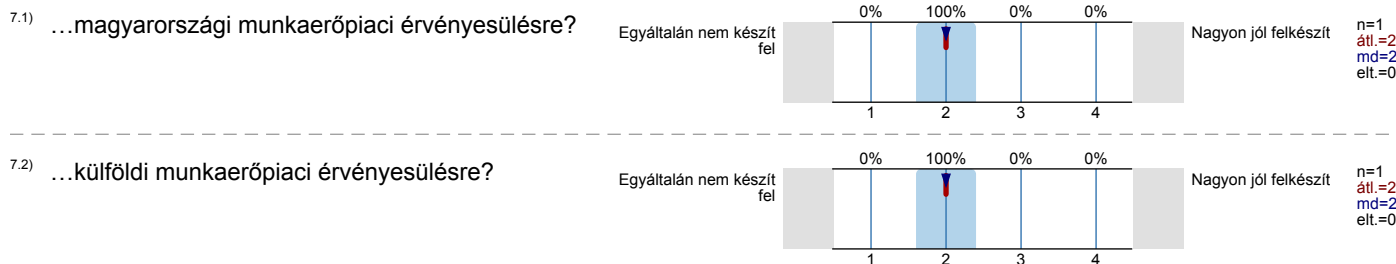 7.1) …magyarországi munkaerőpiaci érvényesülésre?
Egyáltalán nem készít
fel
0% 100% 0% 0%
1 2 3 4
Nagyon jól felkészít
n=1
átl.=2
md=2
elt.=0
7.2) …külföldi munkaerőpiaci érvényesülésre?
Egyáltalán nem készít
fel
0% 100% 0% 0%
1 2 3 4
Nagyon jól felkészít
n=1
átl.=2
md=2
elt.=0